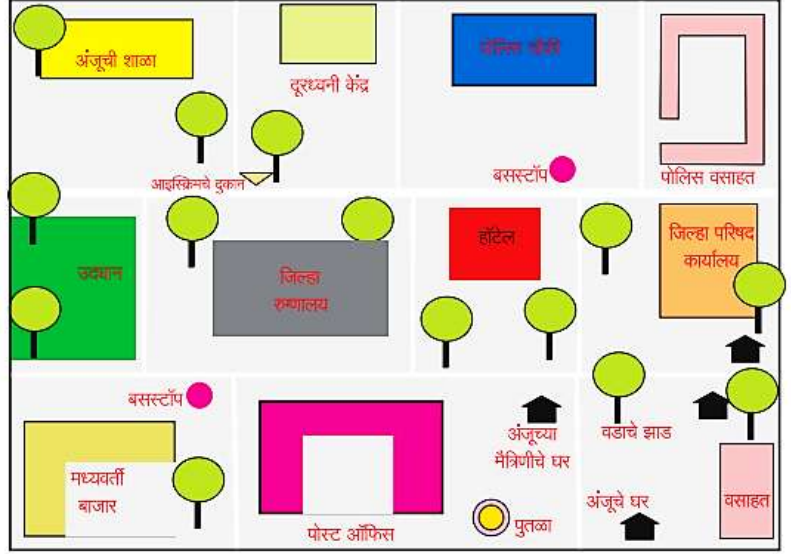 अंजूची शाळा
दूरध्वनी केंद्र
पोलिस चौकी
आइस्क्रिमचे दुकान
बसस्टॉप
पोलिस वसाहत
उद्यान
जिल्हा
रुग्णालय
हॉटेल
जिल्हा परिषद
कार्यालय
बसस्टॉप
मध्यवर्ती
बाजार
पोस्ट ऑफिस
अंजूच्या
मैत्रिणीचे घर
पुतळा
वडाचे झाड
अंजूचे घर
वसाहत